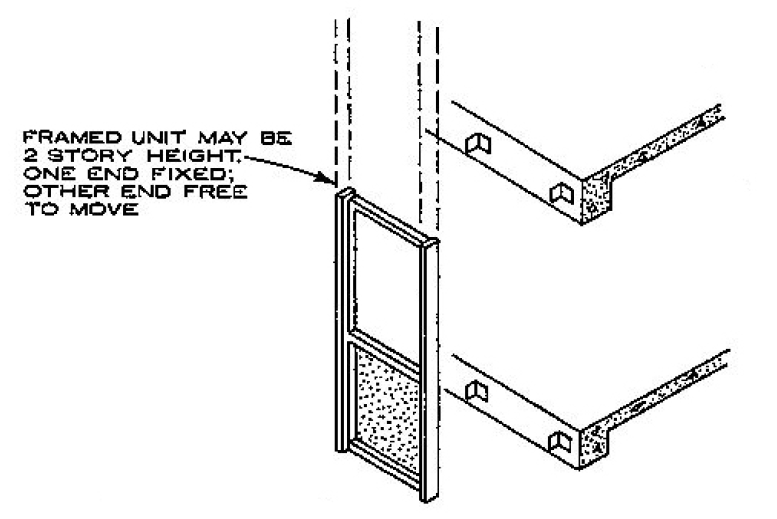 FRAMED UNIT MAY BE
2 STORY HEIGHT,
ONE END FIXED;
OTHER END FREE
TO MOVE